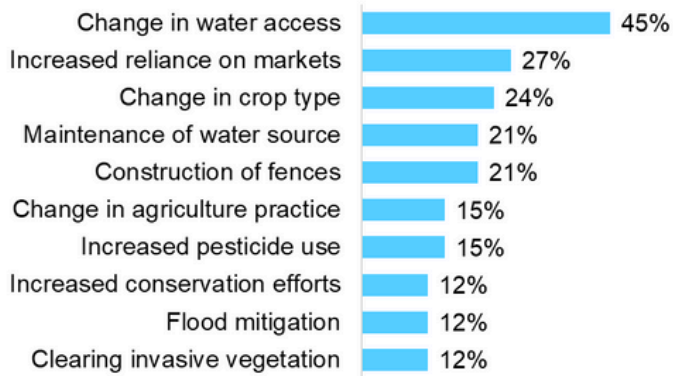 Change in water access 45%
Increased reliance on markets 27%
Change in crop type 24%
Maintenance of water source 21%
Construction of fences 21%
Change in agriculture practice 15%
Increased pesticide use 15%
Increased conservation efforts 12%
Flood mitigation 12%
Clearing invasive vegetation 12%